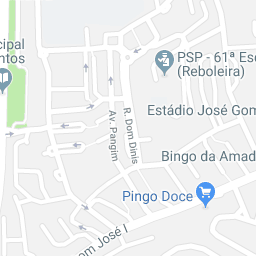 cipal
ntos
PSP - 61ª Es
(Reboleira)
Estádio José Gom
R. Dom Dinis
Av. Pangim
Bingo da Amad
Pingo Doce
om José I